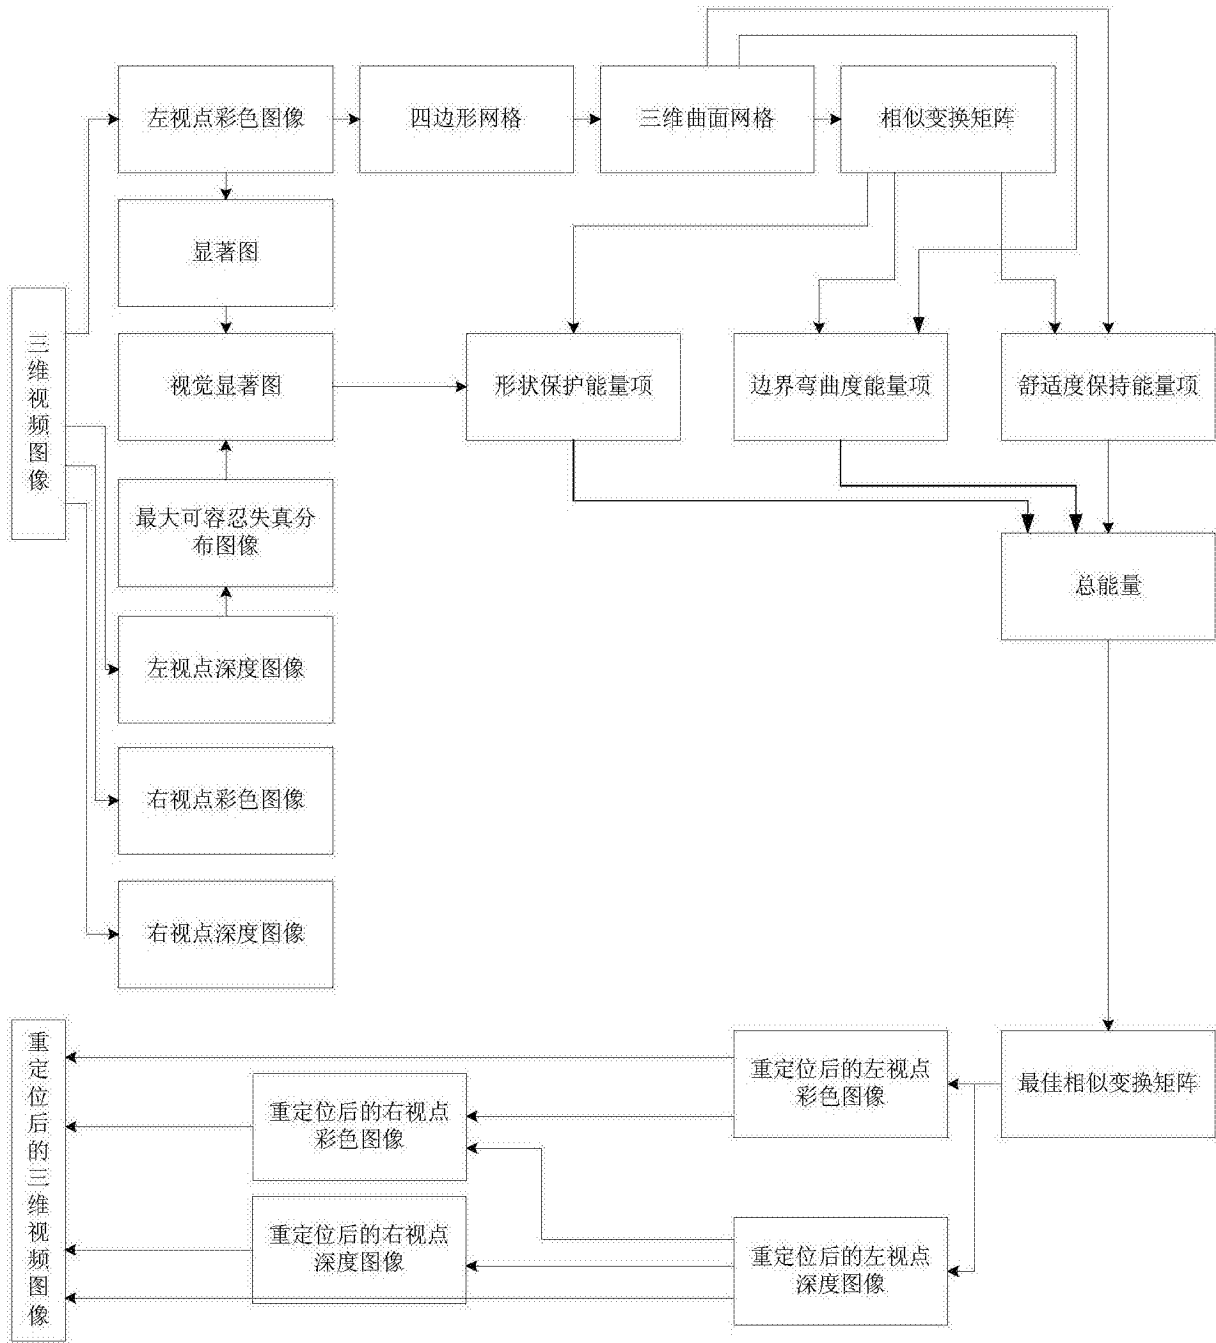 左视点彩色图像
四边形网格
三维曲面网格
相似变换矩阵
显著图
三维视频图像
视觉显著图
形状保护能量项
边界弯曲度能量项
舒适度保持能量项
最大可容忍失真分
布图像
总能量
左视点深度图像
右视点彩色图像
右视点深度图像
重定位后的三维视频图像
重定位后的左视点
彩色图像
最佳相似变换矩阵
重定位后的右视点
彩色图像
重定位后的右视点
深度图像
重定位后的左视点
深度图像